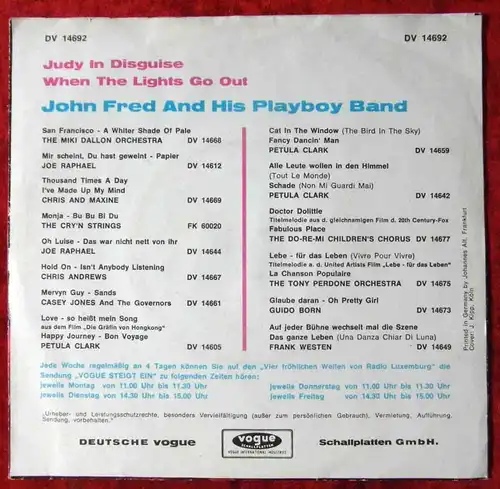 DV 14692
DV 14692
Judy In Disguise
When The Lights Go Out
John Fred And His Playboy Band
San Francisco - A Whiter Shade Of Pale
THE MIKI DALLON ORCHESTRA DV 14668
Mir scheint, Du hast geweint - Papier
JOE RAPHAEL DV 14612
Thousand Times A Day
I've Made Up My Mind
CHRIS AND MAXINE DV 14669
Monja - Bu Bu Bi Du
THE CRY'N STRINGS FK 60020
Oh Luise - Das war nicht nett von ihr
JOE RAPHAEL DV 14644
Hold On - Isn't Anybody Listening
CHRIS ANDREWS DV 14667
Mervyn Guy - Sands
CASEY JONES And The Governors DV 14661
Love - so heißt mein Song
aus dem Film „Die Gräfin von Hongkong"
Happy Journey - Bon Voyage
PETULA CLARK DV 14605
Cat In The Window (The Bird In The Sky)
Fancy Dancin' Man
PETULA CLARK DV 14659
Alle Leute wollen in den Himmel
(Tout Le Monde)
Schade (Non Mi Guardi Mai)
PETULA CLARK DV 14642
Doctor Dolittle
Titelmelodie aus d. gleichnamigen Film d. 20th Century-Fox
Fabulous Place
THE DO-RE-MI CHILDREN'S CHORUS DV 14677
Lebe - für das Leben (Vivre Pour Vivre)
Titelmelodie a. d. United Artists Film „Lebe - für das Leben"
La Chanson Populaire
THE TONY PERDONE ORCHESTRA DV 14675
Glaube daran - Oh Pretty Girl
GUIDO BORN DV 14673
Auf jeder Bühne wechselt mal die Szene
Das ganze Leben (Una Danza Chiar Di Luna)
FRANK WESTEN DV 14649
Printed in Germany by Johannes Alt, Frankfurt
Cover: J. Kipp, Köln
Jede Woche regelmäßig an 4 Tagen können Sie auf den „Vier fröhlichen Wellen von Radio Luxemburg" die
Sendung „VOGUE STEIGT EIN" zu folgenden Zeiten hören:
jeweils Montag von 11.00 Uhr bis 11.30 Uhr
jeweils Dienstag von 14.30 Uhr bis 15.00 Uhr
jeweils Donnerstag von 11.00 Uhr bis 11.30 Uhr
jeweils Freitag von 14.30 Uhr bis 15.00 Uhr
„Urheber- und Leistungsschutzrechte, besonders Vervielfältigung (außer zum persönlichen Gebrauch), Vermietung, Aufführung,
Sendung, vorbehalten."
DEUTSCHE vogue
vogue
VOGUE INTERNATIONAL INDUSTRIES
Schallplatten GmbH.